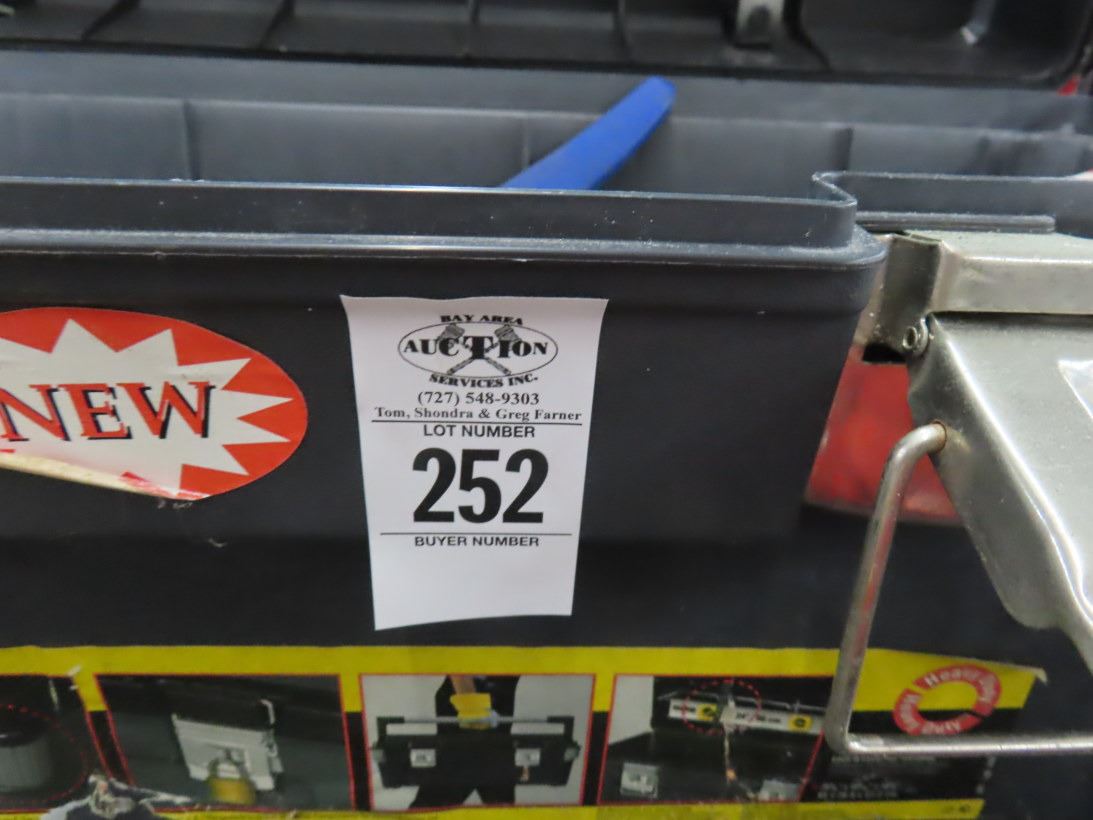 NEW
BAY AREA
AUCTION
SERVICES INC.
(727) 548-9303
Tom, Shondra & Greg Farner
LOT NUMBER
252
BUYER NUMBER
Heavy